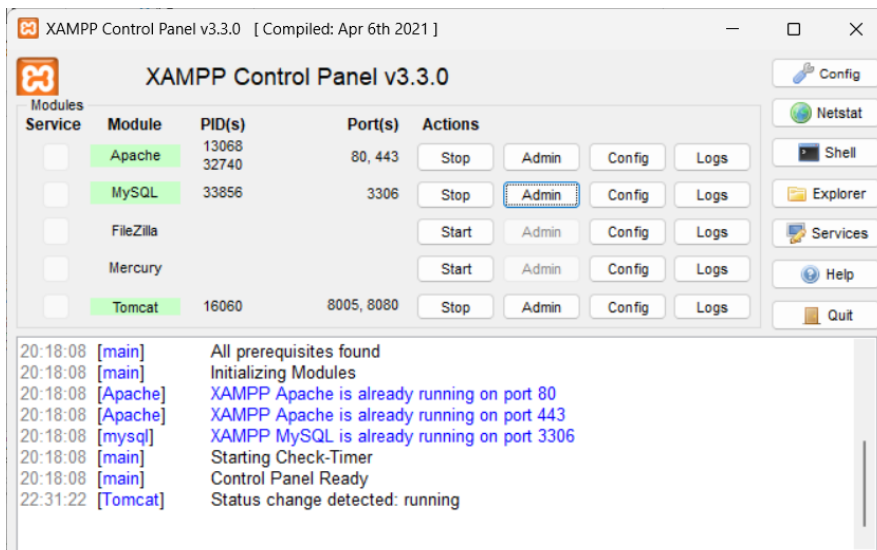 XAMPP Control Panel v3.3.0 [ Compiled: Apr 6th 2021 ]
XAMPP Control Panel v3.3.0
Config
Modules
Service Module PID(s) Port(s) Actions
Netstat
Apache 13068 32740 80, 443 Stop Admin Config Logs
Shell
MySQL 33856 3306 Stop Admin Config Logs
Explorer
FileZilla Start Admin Config Logs
Services
Mercury Start Admin Config Logs
Help
Tomcat 16060 8005, 8080 Stop Admin Config Logs
Quit
20:18:08 [main] All prerequisites found
20:18:08 [main] Initializing Modules
20:18:08 [Apache] XAMPP Apache is already running on port 80
20:18:08 [Apache] XAMPP Apache is already running on port 443
20:18:08 [mysql] XAMPP MySQL is already running on port 3306
20:18:08 [main] Starting Check-Timer
20:18:08 [main] Control Panel Ready
22:31:22 [Tomcat] Status change detected: running